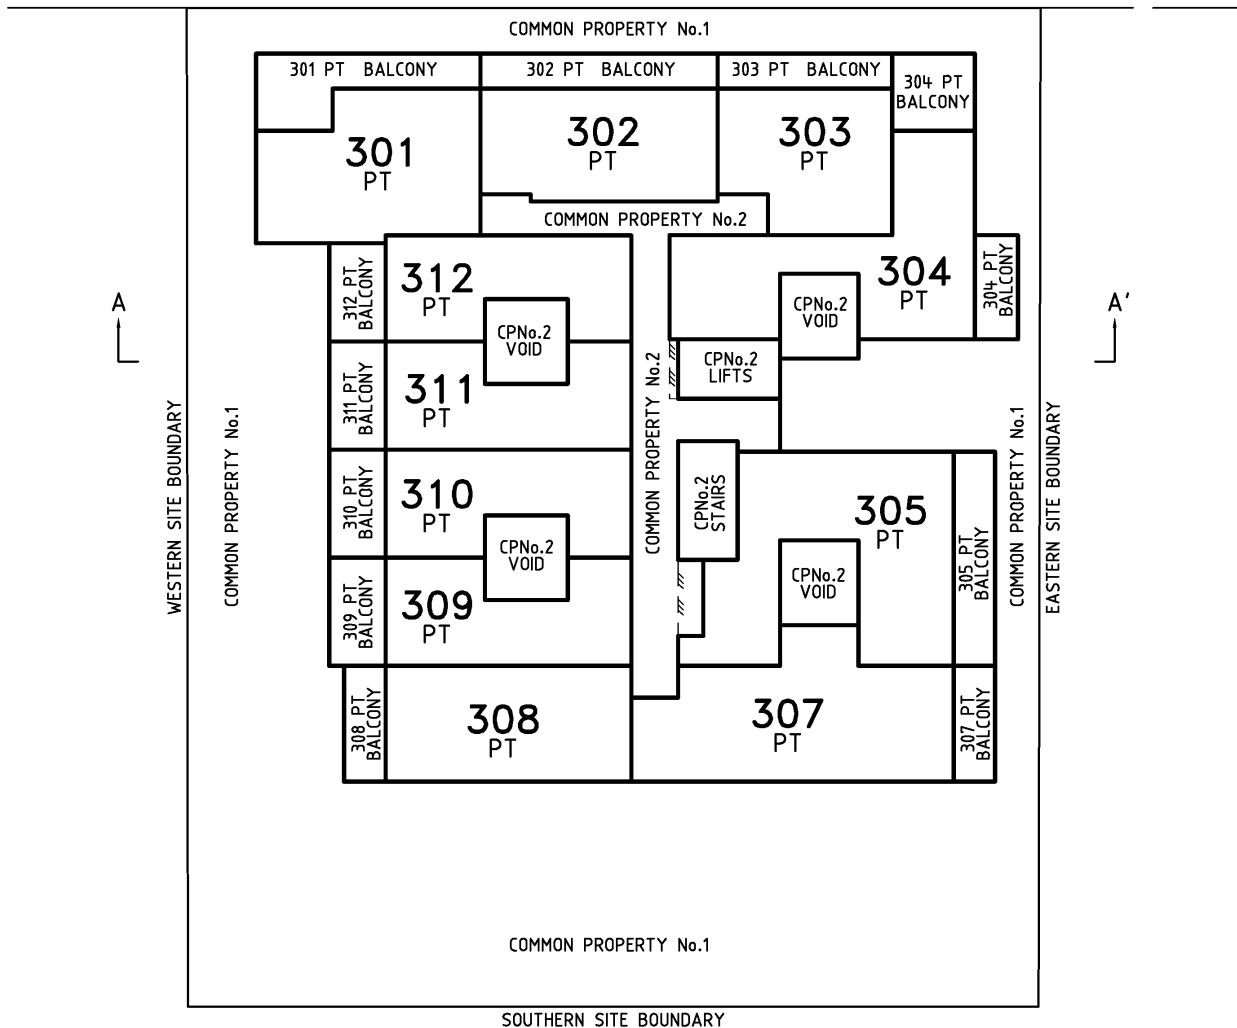 COMMON PROPERTY No.1
301 PT BALCONY
302 PT BALCONY
303 PT BALCONY
304 PT
BALCONY
301
PT
302
PT
303
PT
COMMON PROPERTY No.2
312 PT
BALCONY
312
PT
CPNo.2
VOID
304
PT
CPNo.2
VOID
304 PT
BALCONY
A
A'
311 PT
BALCONY
311
PT
COMMON PROPERTY No.2
CPNo.2
LIFTS
WESTERN SITE BOUNDARY
COMMON PROPERTY No.1
310 PT
BALCONY
310
PT
CPNo.2
VOID
CPNo.2
STAIRS
305
PT
CPNo.2
VOID
305 PT
BALCONY
COMMON PROPERTY No.1
EASTERN SITE BOUNDARY
309 PT
BALCONY
309
PT
308 PT
BALCONY
308
PT
307
PT
307 PT
BALCONY
COMMON PROPERTY No.1
SOUTHERN SITE BOUNDARY